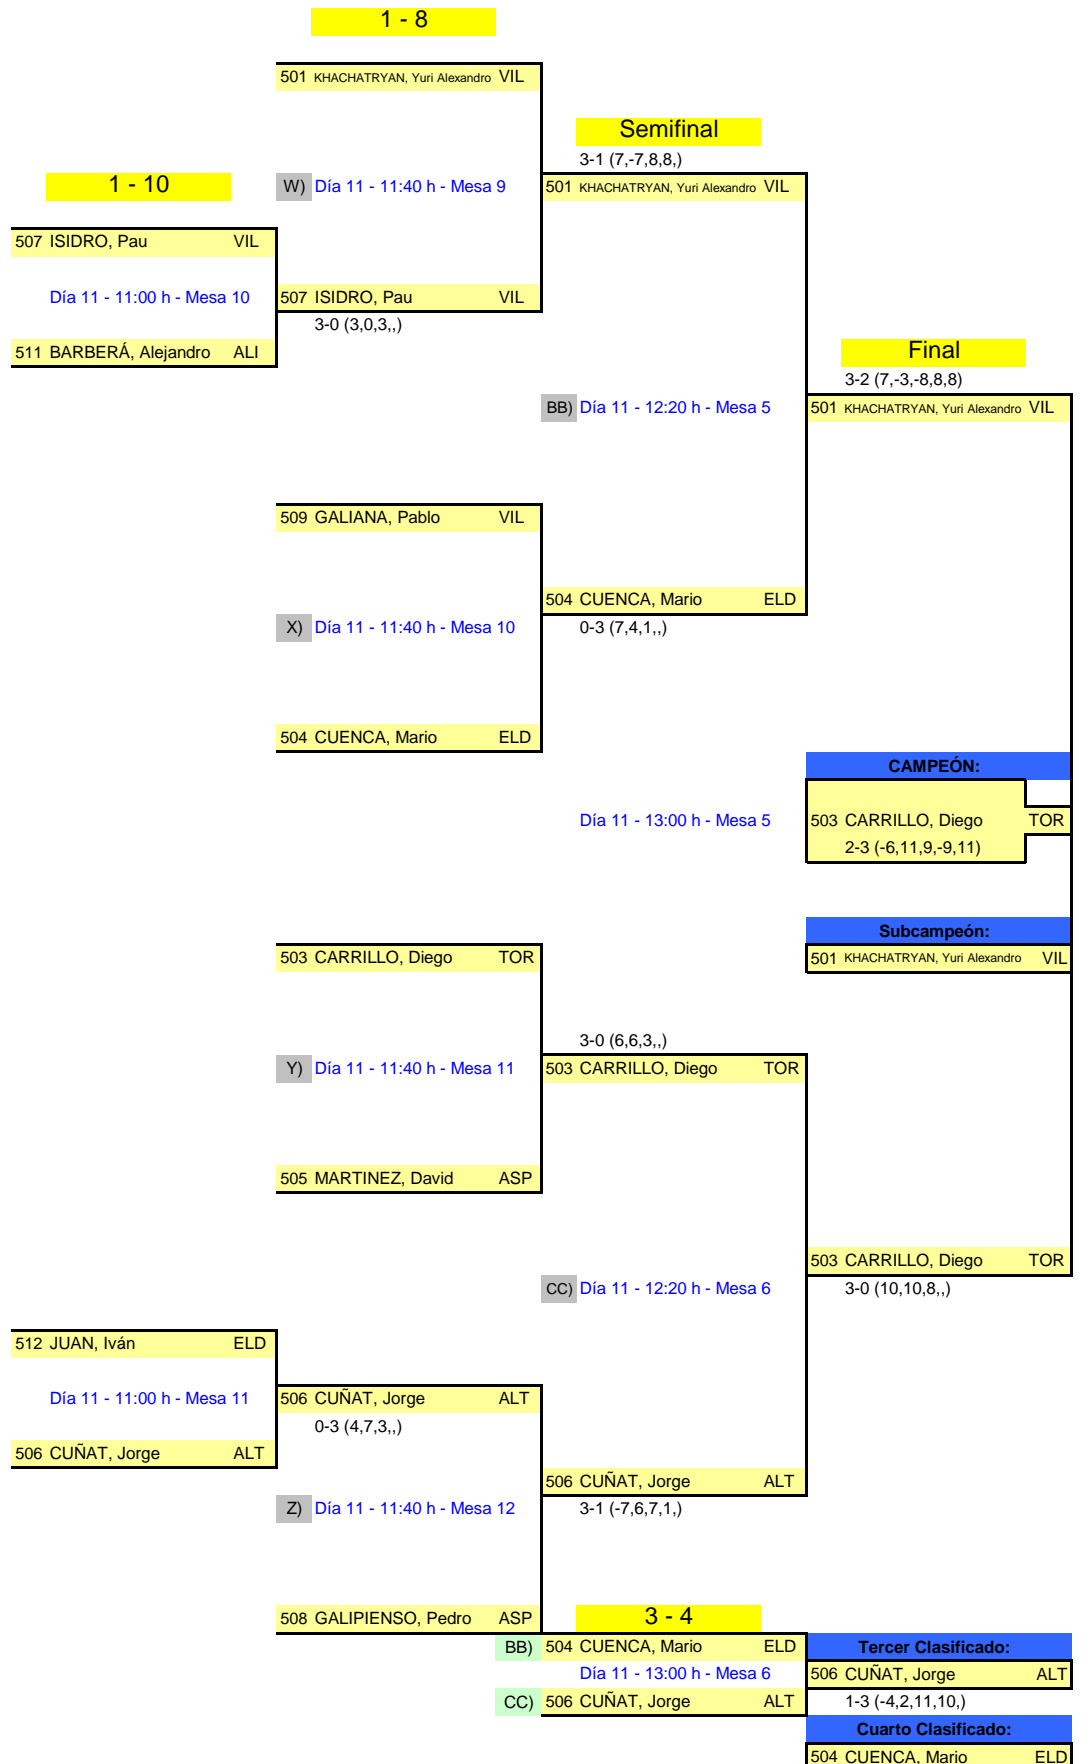 1 - 8
501 KHACHATRYAN, Yuri Alexandro VIL
Semifinal
3-1 (7,-7,8,8,)
1 - 10
W) Día 11 - 11:40 h - Mesa 9
501 KHACHATRYAN, Yuri Alexandro VIL
507 ISIDRO, Pau VIL
Día 11 - 11:00 h - Mesa 10
507 ISIDRO, Pau VIL
3-0 (3,0,3,,)
511 BARBERÁ, Alejandro ALI
Final
3-2 (7,-3,-8,8,8)
BB) Día 11 - 12:20 h - Mesa 5
501 KHACHATRYAN, Yuri Alexandro VIL
509 GALIANA, Pablo VIL
504 CUENCA, Mario ELD
X) Día 11 - 11:40 h - Mesa 10
0-3 (7,4,1,,)
504 CUENCA, Mario ELD
CAMPEÓN:
Día 11 - 13:00 h - Mesa 5
503 CARRILLO, Diego TOR
2-3 (-6,11,9,-9,11)
Subcampeón:
503 CARRILLO, Diego TOR
501 KHACHATRYAN, Yuri Alexandro VIL
3-0 (6,6,3,,)
Y) Día 11 - 11:40 h - Mesa 11
503 CARRILLO, Diego TOR
505 MARTINEZ, David ASP
503 CARRILLO, Diego TOR
CC) Día 11 - 12:20 h - Mesa 6
3-0 (10,10,8,,)
512 JUAN, Iván ELD
Día 11 - 11:00 h - Mesa 11
506 CUÑAT, Jorge ALT
0-3 (4,7,3,,)
506 CUÑAT, Jorge ALT
506 CUÑAT, Jorge ALT
Z) Día 11 - 11:40 h - Mesa 12
3-1 (-7,6,7,1,)
508 GALIPIENSO, Pedro ASP
3 - 4
BB) 504 CUENCA, Mario ELD
Tercer Clasificado:
Día 11 - 13:00 h - Mesa 6
506 CUÑAT, Jorge ALT
CC) 506 CUÑAT, Jorge ALT
1-3 (-4,2,11,10,)
Cuarto Clasificado:
504 CUENCA, Mario ELD